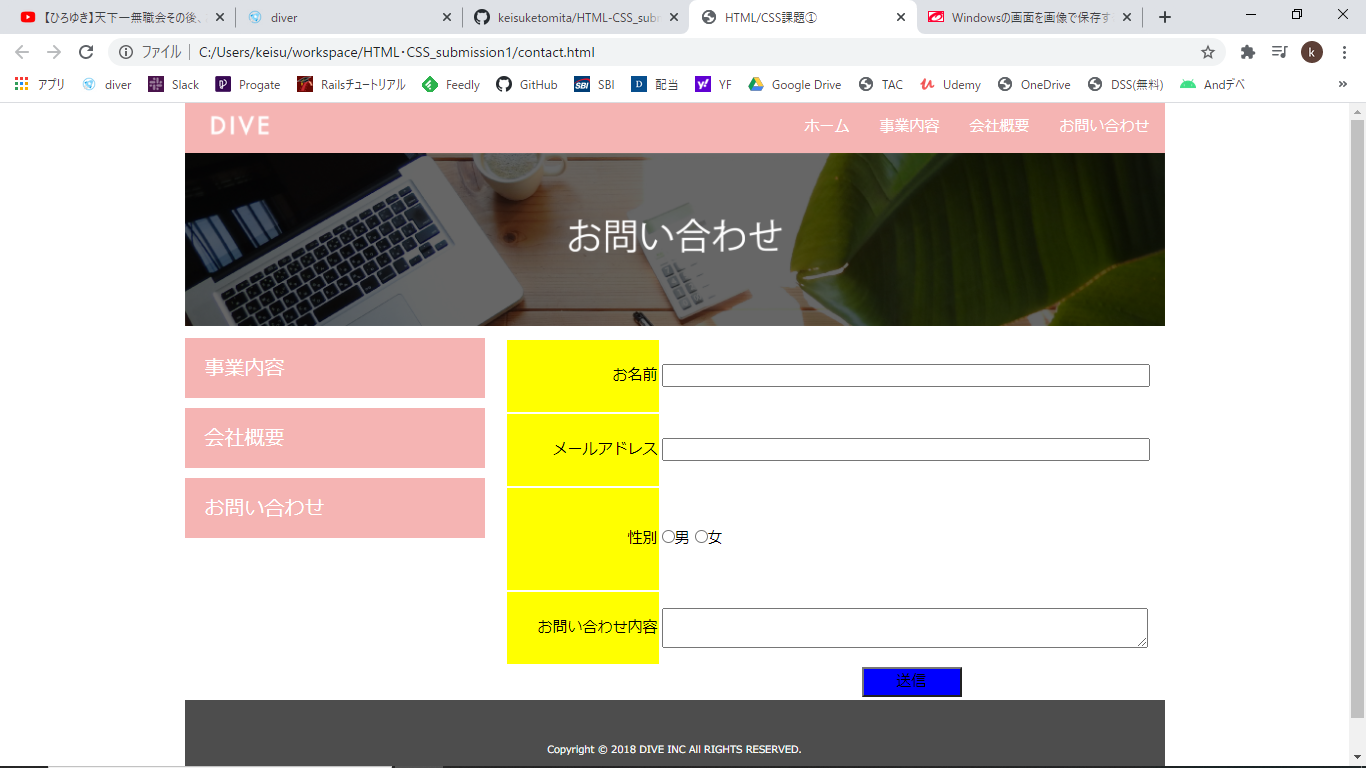 【ひろゆき】天下一無職会その後、
diver
keisuketomita/HTML-CSS_subm
HTML/CSS課題①
Windowsの画面を画像で保存す
ファイル
C:/Users/keisu/workspace/HTML・CSS_submission1/contact.html
k
アプリ
diver
Slack
Progate
Railsチュートリアル
Feedly
GitHub
SBI
SBI
D
配当
y!
YF
Google Drive
TAC
Udemy
OneDrive
DSS(無料)
Andデベ
»
DIVE
ホーム
事業内容
会社概要
お問い合わせ
お問い合わせ
事業内容
会社概要
お問い合わせ
お名前
メールアドレス
性別
男
女
お問い合わせ内容
送信
Copyright © 2018 DIVE INC All RIGHTS RESERVED.